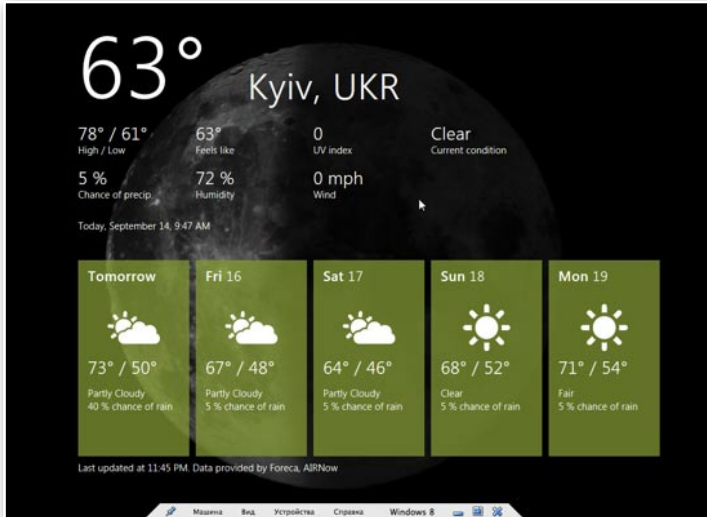 63°
Kyiv, UKR
78° / 61° 63° 0 Clear
High / Low Feels like UV index Current condition
5 % 72 % 0 mph
Chance of precip. Humidity Wind
Today, September 14, 9:47 AM
Tomorrow Fri 16 Sat 17 Sun 18 Mon 19
73° / 50° 67° / 48° 64° / 46° 68° / 52° 71° / 54°
Partly Cloudy Partly Cloudy Partly Cloudy Clear Fair
40 % chance of rain 5 % chance of rain 5 % chance of rain 5 % chance of rain 5 % chance of rain
Last updated at 11:45 PM. Data provided by Foreca, AIRNow
Машина Вид Устройства Справка Windows 8